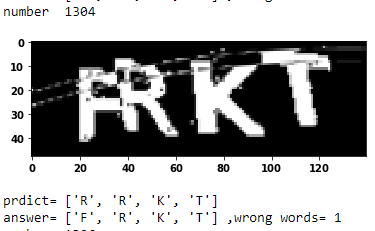 number 1304
0
10
20
30
40
FRKT
0 20 40 60 80 100 120
prdict= ['R', 'R', 'K', 'T']
answer= ['F', 'R', 'K', 'T'] ,wrong words= 1